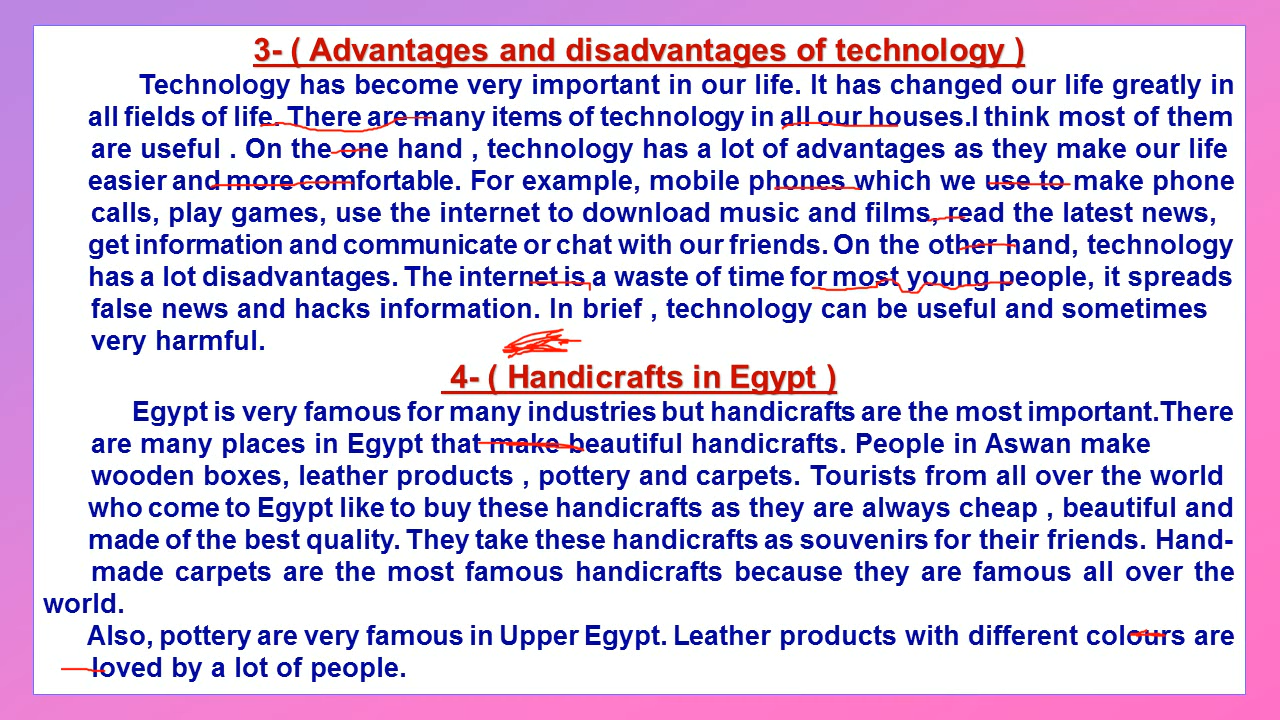 3- ( Advantages and disadvantages of technology )
Technology has become very important in our life. It has changed our life greatly in
all fields of life. There are many items of technology in all our houses.I think most of them
are useful . On the one hand , technology has a lot of advantages as they make our life
easier and more comfortable. For example, mobile phones which we use to make phone
calls, play games, use the internet to download music and films, read the latest news,
get information and communicate or chat with our friends. On the other hand, technology
has a lot disadvantages. The internet is a waste of time for most young people, it spreads
false news and hacks information. In brief , technology can be useful and sometimes
very harmful.
4- ( Handicrafts in Egypt )
Egypt is very famous for many industries but handicrafts are the most important.There
are many places in Egypt that make beautiful handicrafts. People in Aswan make
wooden boxes, leather products , pottery and carpets. Tourists from all over the world
who come to Egypt like to buy these handicrafts as they are always cheap , beautiful and
made of the best quality. They take these handicrafts as souvenirs for their friends. Hand-
made carpets are the most famous handicrafts because they are famous all over the
world.
Also, pottery are very famous in Upper Egypt. Leather products with different colours are
loved by a lot of people.